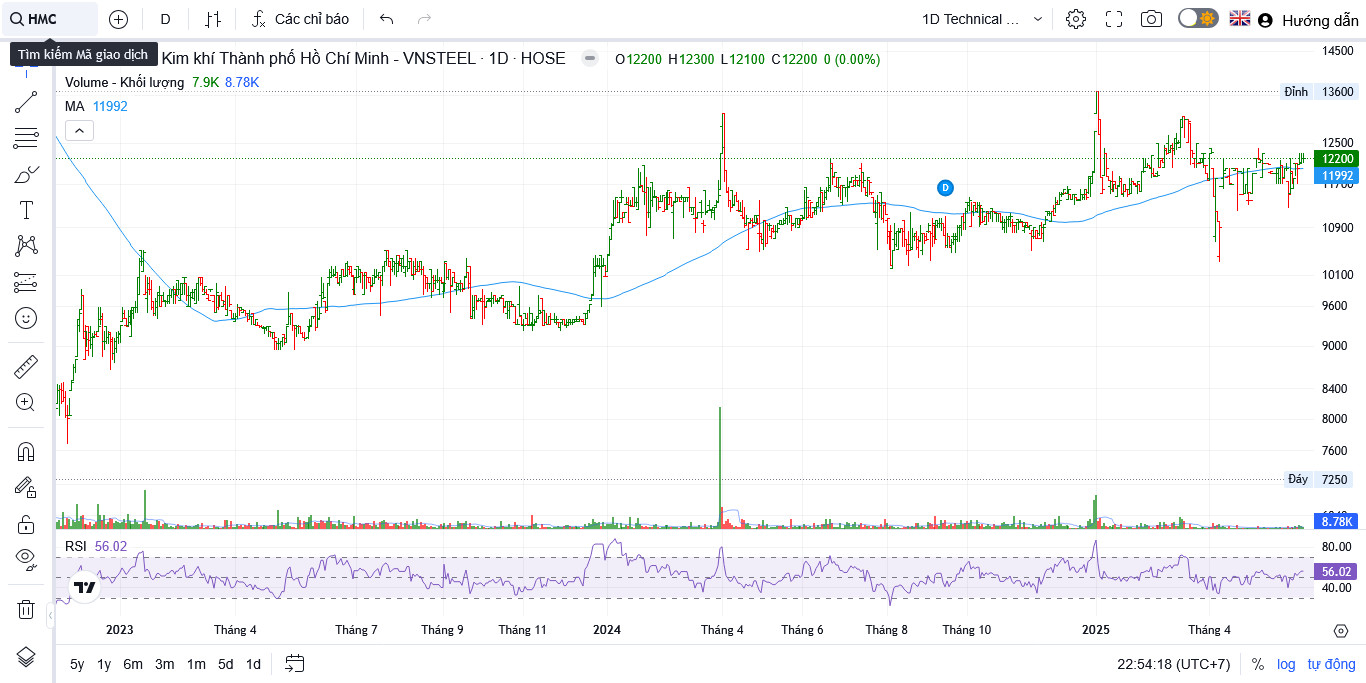 HMC
D
Các chỉ báo
1D Technical ...
Hướng dẫn
Tìm kiếm Mã giao dịch
Kim khí Thành phố Hồ Chí Minh - VNSTEEL · 1D · HOSE
O12200 H12300 L12100 C12200 0 (0.00%)
Volume - Khối lượng 7.9K 8.78K
MA 11992
14500
Đỉnh 13600
12500
12200
11992
10900
10100
9600
9000
8400
8000
7600
Đáy 7250
8.78K
D
RSI 56.02
80.00
56.02
40.00
2023
Tháng 4
Tháng 7
Tháng 9
Tháng 11
2024
Tháng 4
Tháng 6
Tháng 8
Tháng 10
2025
Tháng 4
5y 1y 6m 3m 1m 5d 1d
22:54:18 (UTC+7)
% log tự động